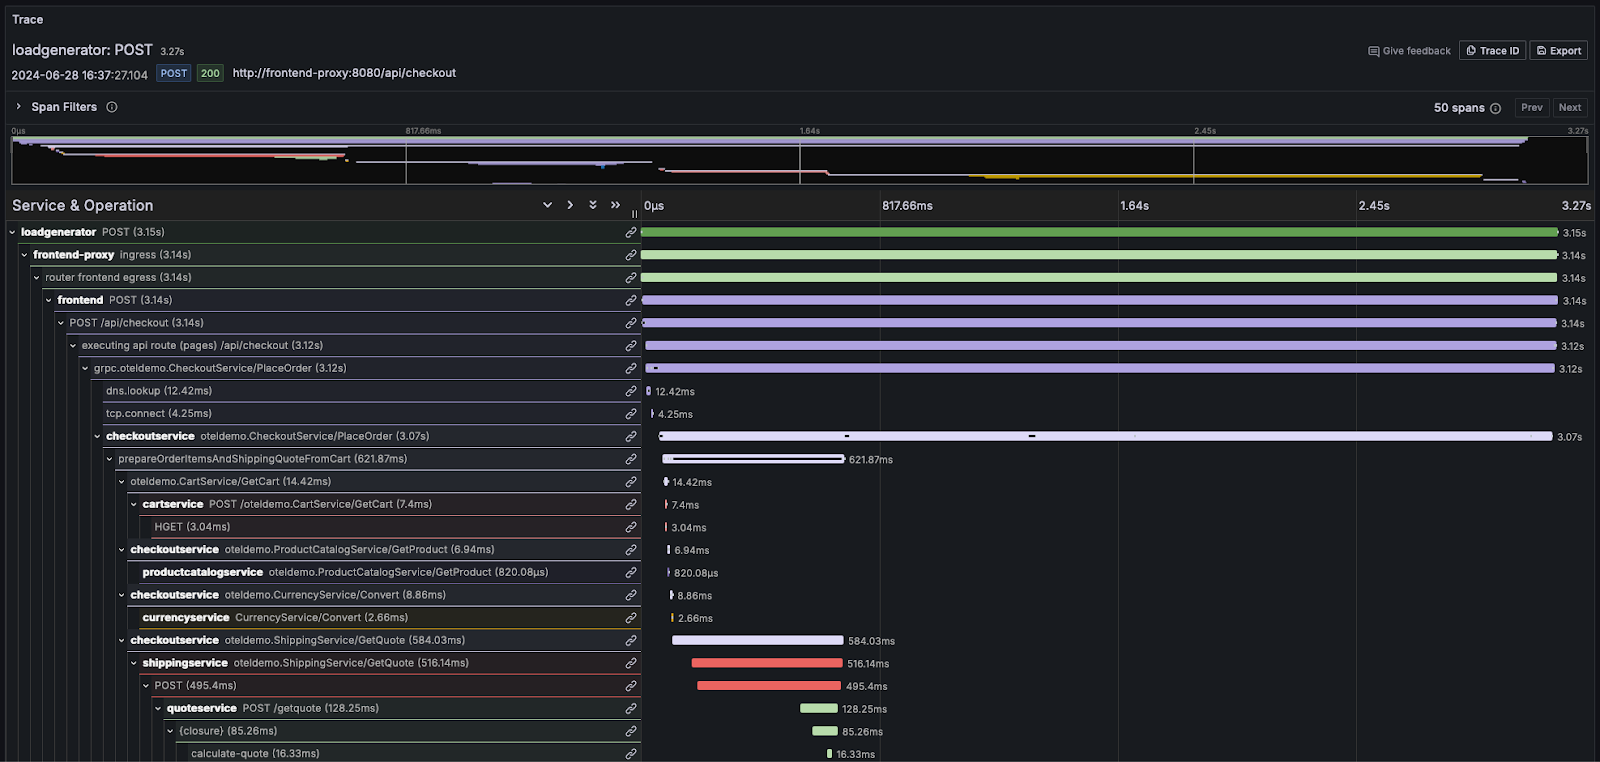 Trace
loadgenerator: POST 3.27s
Give feedback Trace ID Export
2024-06-28 16:37:27.104 POST 200 http://frontend-proxy:8080/api/checkout
Span Filters
50 spans Prev Next
0μs 817.66ms 1.64s 2.45s 3.27s
Service & Operation 0μs 817.66ms 1.64s 2.45s 3.27s
loadgenerator POST (3.15s) 3.15s
frontend-proxy ingress (3.14s) 3.14s
router frontend egress (3.14s) 3.14s
frontend POST (3.14s) 3.14s
POST /api/checkout (3.14s) 3.14s
executing api route (pages) /api/checkout (3.12s) 3.12s
grpc.oteldemo.CheckoutService/PlaceOrder (3.12s) 3.12s
dns.lookup (12.42ms) 12.42ms
tcp.connect (4.25ms) 4.25ms
checkoutservice oteldemo.CheckoutService/PlaceOrder (3.07s) 3.07s
prepareOrderItemsAndShippingQuoteFromCart (621.87ms) 621.87ms
oteldemo.CartService/GetCart (14.42ms) 14.42ms
cartservice POST /oteldemo.CartService/GetCart (7.4ms) 7.4ms
HGET (3.04ms) 3.04ms
checkoutservice oteldemo.ProductCatalogService/GetProduct (6.94ms) 6.94ms
productcatalogservice oteldemo.ProductCatalogService/GetProduct (820.08μs) 820.08μs
checkoutservice oteldemo.CurrencyService/Convert (8.86ms) 8.86ms
currencyservice CurrencyService/Convert (2.66ms) 2.66ms
checkoutservice oteldemo.ShippingService/GetQuote (584.03ms) 584.03ms
shippingservice oteldemo.ShippingService/GetQuote (516.14ms) 516.14ms
POST (495.4ms) 495.4ms
quoteservice POST /getquote (128.25ms) 128.25ms
{closure} (85.26ms) 85.26ms
calculate-quote (16.33ms) 16.33ms